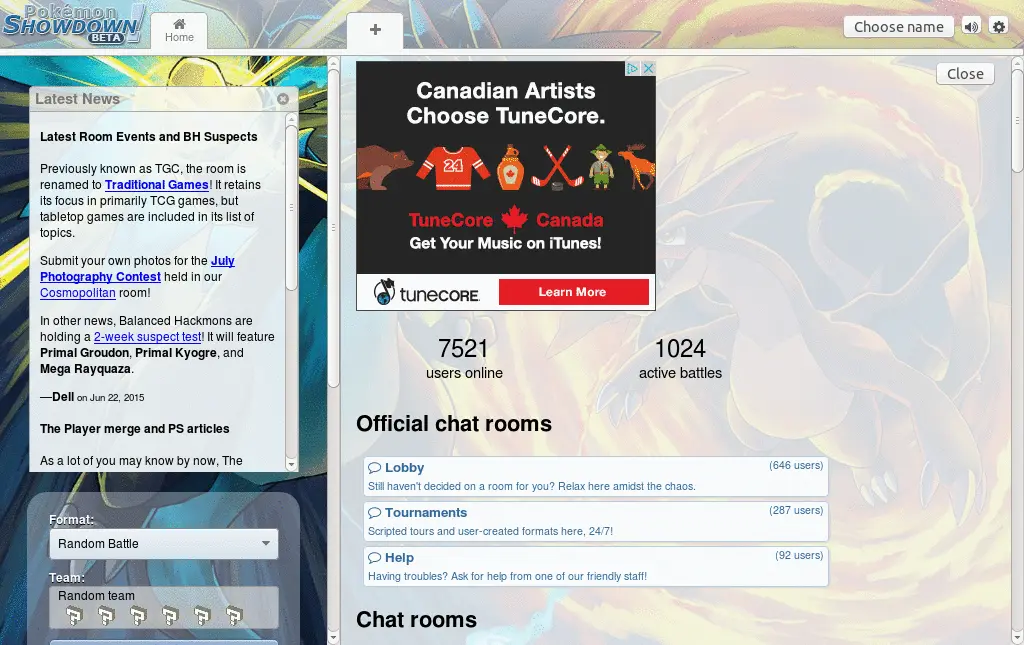 Pokémon
SHOWDOWN!
BETA
Home
+
Choose name
Close
Latest News
Latest Room Events and BH Suspects
Previously known as TGC, the room is
renamed to Traditional Games! It retains
its focus in primarily TCG games, but
tabletop games are included in its list of
topics.
Submit your own photos for the July
Photography Contest held in our
Cosmopolitan room!
In other news, Balanced Hackmons are
holding a 2-week suspect test! It will feature
Primal Groudon, Primal Kyogre, and
Mega Rayquaza.
—Dell on Jun 22, 2015
The Player merge and PS articles
As a lot of you may know by now, The
Format:
Random Battle
Team:
Random team
? ? ? ? ? ?
Canadian Artists
Choose TuneCore.
24
TuneCore Canada
Get Your Music on iTunes!
TUNECORE.
Learn More
7521
users online
1024
active battles
Official chat rooms
Lobby (646 users)
Still haven't decided on a room for you? Relax here amidst the chaos.
Tournaments (287 users)
Scripted tours and user-created formats here, 24/7!
Help (92 users)
Having troubles? Ask for help from one of our friendly staff!
Chat rooms